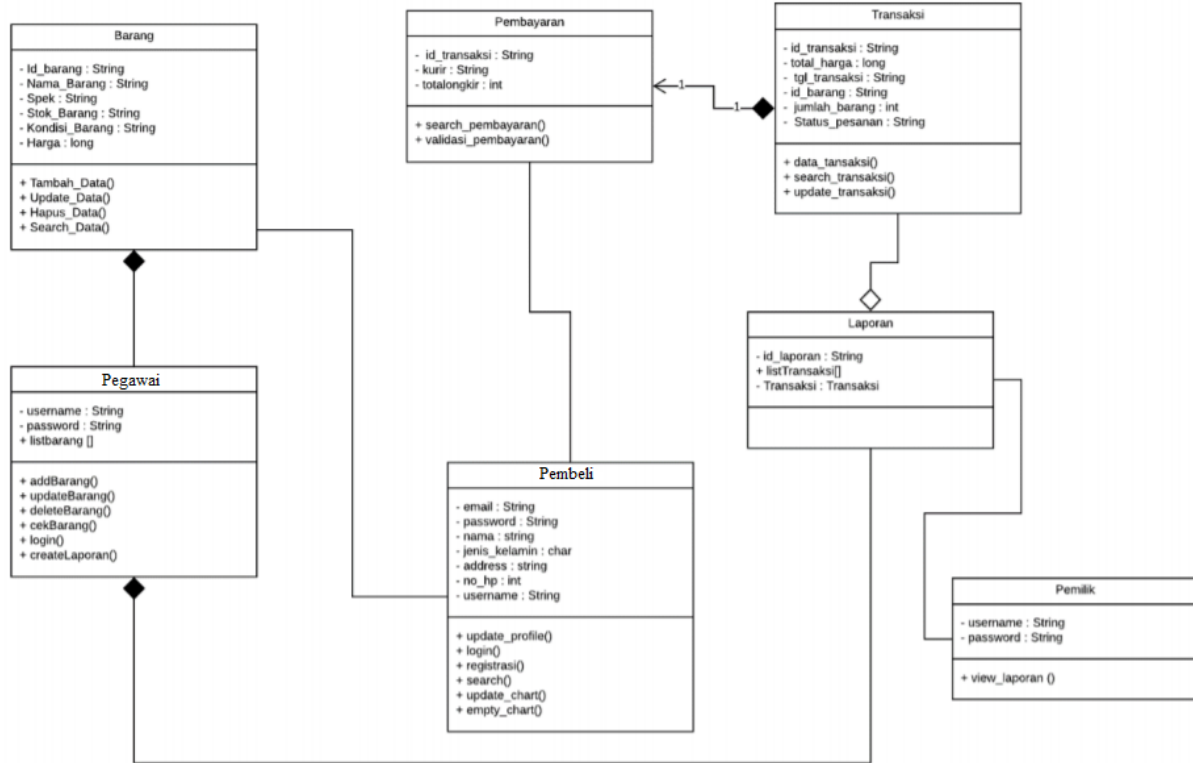 Barang
- Id_barang : String
- Nama_Barang : String
- Spek : String
- Stok_Barang : String
- Kondisi_Barang : String
- Harga : long
+ Tambah_Data()
+ Update_Data()
+ Hapus_Data()
+ Search_Data()
Pembayaran
- id_transaksi : String
- kurir : String
- totalongkir : int
+ search_pembayaran()
+ validasi_pembayaran()
1
1
Transaksi
- id_transaksi : String
- total_harga : long
- tgl_transaksi : String
- id_barang : String
- jumlah_barang : int
- Status_pesanan : String
+ data_tansaksi()
+ search_transaksi()
+ update_transaksi()
Laporan
- id_laporan : String
+ listTransaksi[]
- Transaksi : Transaksi
Pegawai
- username : String
- password : String
+ listbarang []
+ addBarang()
+ updateBarang()
+ deleteBarang()
+ cekBarang()
+ login()
+ createLaporan()
Pembeli
- email : String
- password : String
- nama : string
- jenis_kelamin : char
- address : string
- no_hp : int
- username : String
+ update_profile()
+ login()
+ registrasi()
+ search()
+ update_chart()
+ empty_chart()
Pemilik
- username : String
- password : String
+ view_laporan ()